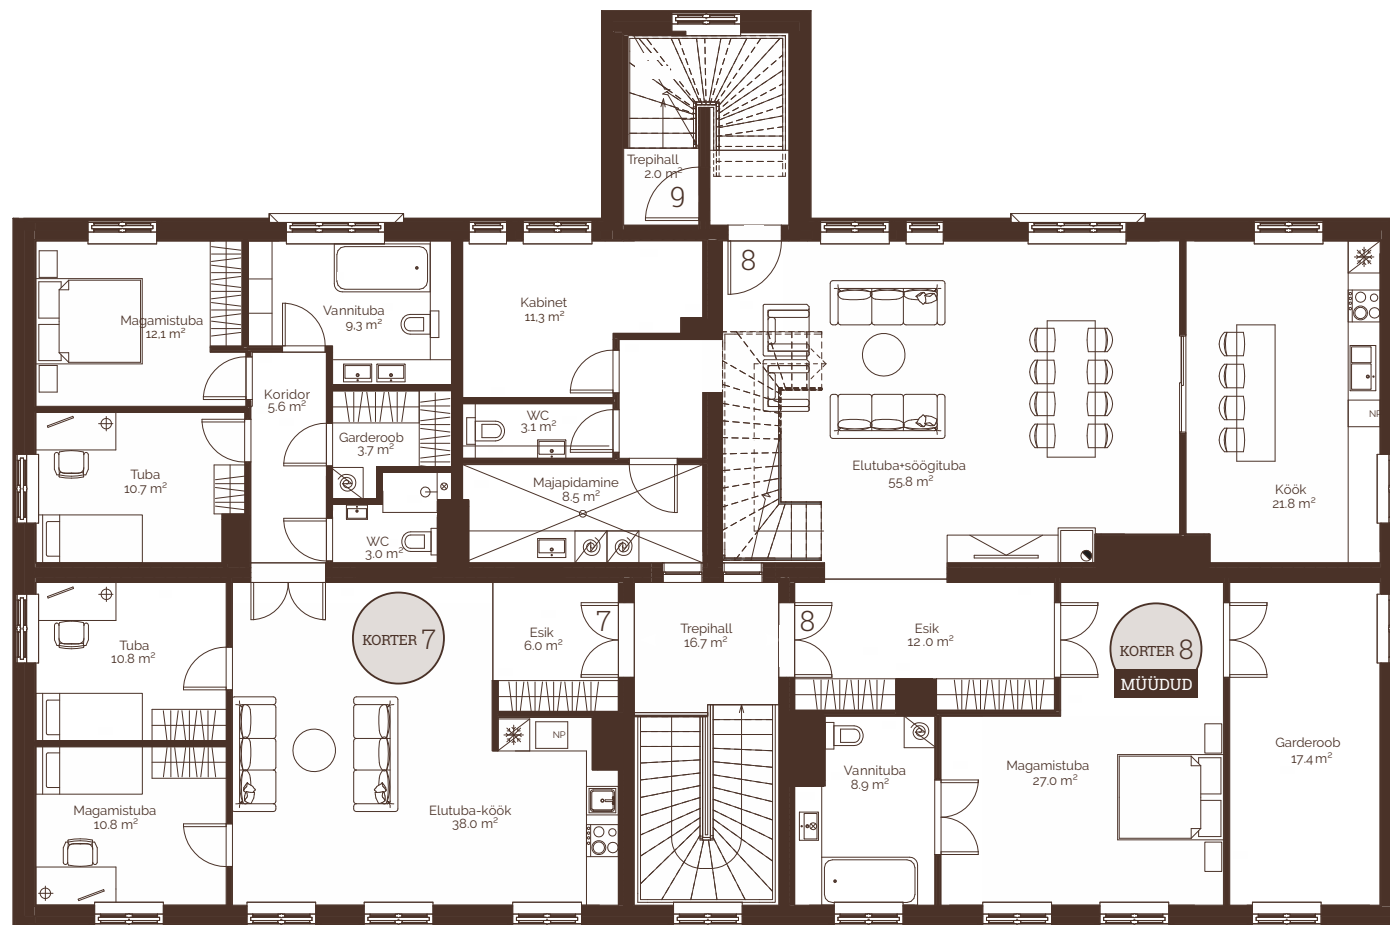 Trepihall
2.0 m²
9
8
Magamistuba
12,1 m²
Vannituba
9.3 m²
Kabinet
11,3 m²
Koridor
5.6 m²
WC
3.1 m²
Garderoob
3.7 m²
NP
Tuba
10.7 m²
Majapidamine
8.5 m²
Elutuba+söögituba
55.8 m²
Köök
21.8 m²
WC
3.0 m²
Tuba
10.8 m²
KORTER 7
Esik
6.0 m²
7
Trepihall
16.7 m²
8
Esik
12.0 m²
KORTER 8
MÜÜDUD
NP
Magamistuba
10.8 m²
Elutuba-köök
38.0 m²
Vannituba
8.9 m²
Magamistuba
27.0 m²
Garderoob
17.4 m²